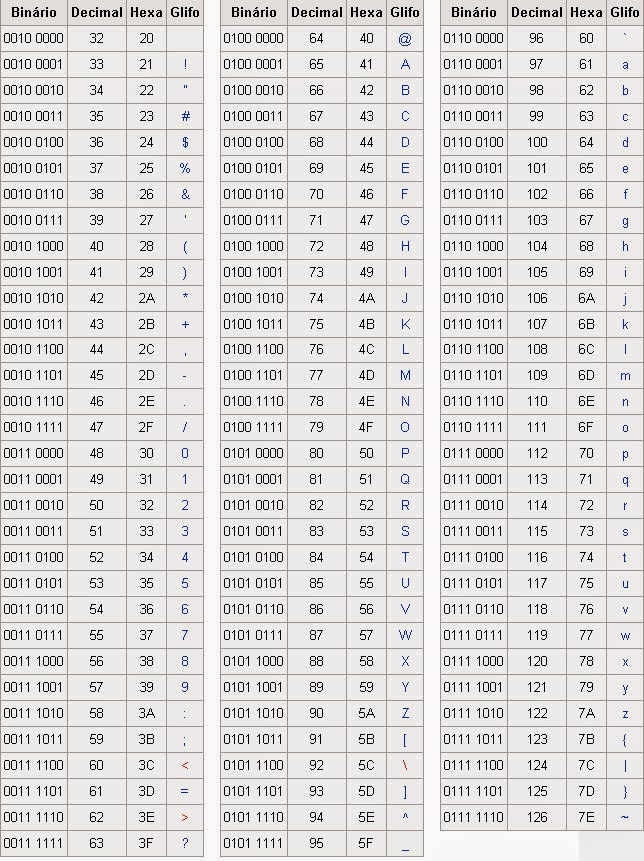 Binário Decimal Hexa Glifo Binário Decimal Hexa Glifo Binário Decimal Hexa Glifo
0010 0000 32 20 0100 0000 64 40 @ 0110 0000 96 60 `
0010 0001 33 21 ! 0100 0001 65 41 A 0110 0001 97 61 a
0010 0010 34 22 " 0100 0010 66 42 B 0110 0010 98 62 b
0010 0011 35 23 # 0100 0011 67 43 C 0110 0011 99 63 c
0010 0100 36 24 $ 0100 0100 68 44 D 0110 0100 100 64 d
0010 0101 37 25 % 0100 0101 69 45 E 0110 0101 101 65 e
0010 0110 38 26 & 0100 0110 70 46 F 0110 0110 102 66 f
0010 0111 39 27 ' 0100 0111 71 47 G 0110 0111 103 67 g
0010 1000 40 28 ( 0100 1000 72 48 H 0110 1000 104 68 h
0010 1001 41 29 ) 0100 1001 73 49 I 0110 1001 105 69 i
0010 1010 42 2A * 0100 1010 74 4A J 0110 1010 106 6A j
0010 1011 43 2B + 0100 1011 75 4B K 0110 1011 107 6B k
0010 1100 44 2C , 0100 1100 76 4C L 0110 1100 108 6C l
0010 1101 45 2D - 0100 1101 77 4D M 0110 1101 109 6D m
0010 1110 46 2E . 0100 1110 78 4E N 0110 1110 110 6E n
0010 1111 47 2F / 0100 1111 79 4F O 0110 1111 111 6F o
0011 0000 48 30 0 0101 0000 80 50 P 0111 0000 112 70 p
0011 0001 49 31 1 0101 0001 81 51 Q 0111 0001 113 71 q
0011 0010 50 32 2 0101 0010 82 52 R 0111 0010 114 72 r
0011 0011 51 33 3 0101 0011 83 53 S 0111 0011 115 73 s
0011 0100 52 34 4 0101 0100 84 54 T 0111 0100 116 74 t
0011 0101 53 35 5 0101 0101 85 55 U 0111 0101 117 75 u
0011 0110 54 36 6 0101 0110 86 56 V 0111 0110 118 76 v
0011 0111 55 37 7 0101 0111 87 57 W 0111 0111 119 77 w
0011 1000 56 38 8 0101 1000 88 58 X 0111 1000 120 78 x
0011 1001 57 39 9 0101 1001 89 59 Y 0111 1001 121 79 y
0011 1010 58 3A : 0101 1010 90 5A Z 0111 1010 122 7A z
0011 1011 59 3B ; 0101 1011 91 5B [ 0111 1011 123 7B {
0011 1100 60 3C < 0101 1100 92 5C \ 0111 1100 124 7C |
0011 1101 61 3D = 0101 1101 93 5D ] 0111 1101 125 7D }
0011 1110 62 3E > 0101 1110 94 5E ^ 0111 1110 126 7E ~
0011 1111 63 3F ? 0101 1111 95 5F _